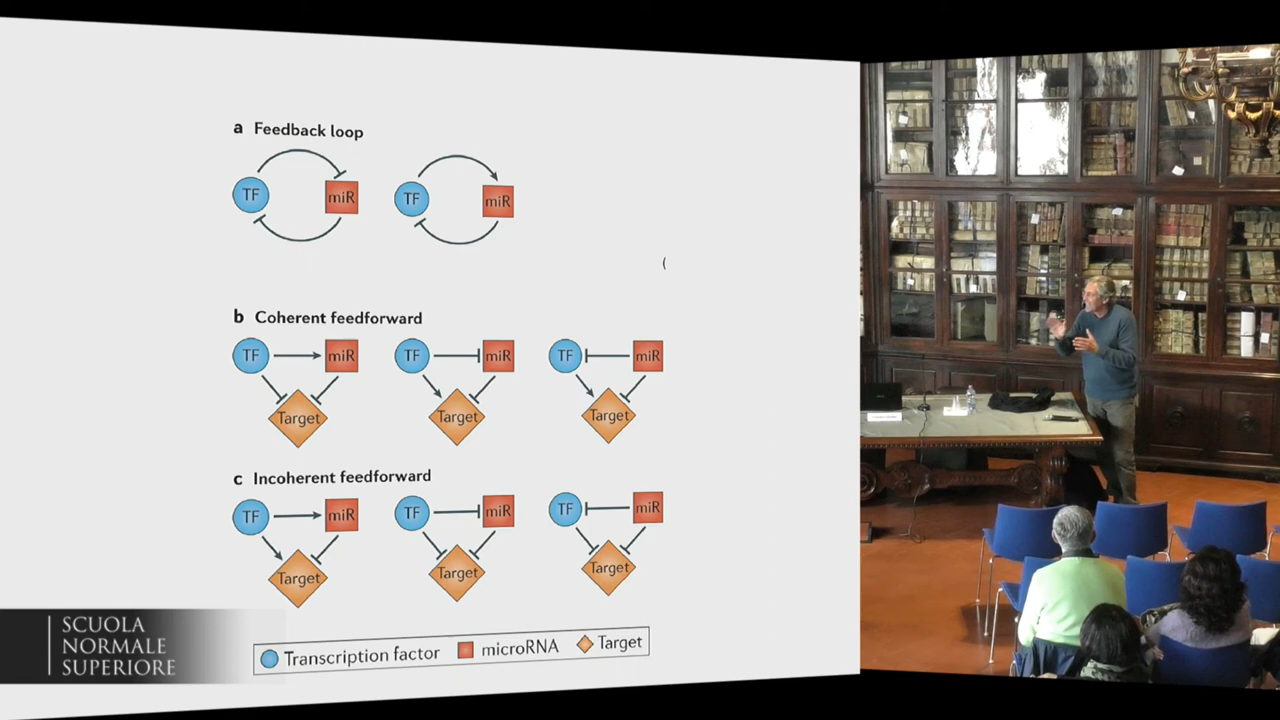 a Feedback loop
TF miR TF miR
(
b Coherent feedforward
TF miR TF miR TF miR
Target Target Target
c Incoherent feedforward
TF miR TF miR TF miR
Target Target Target
Transcription factor microRNA Target
SCUOLA
NORMALE
SUPERIORE